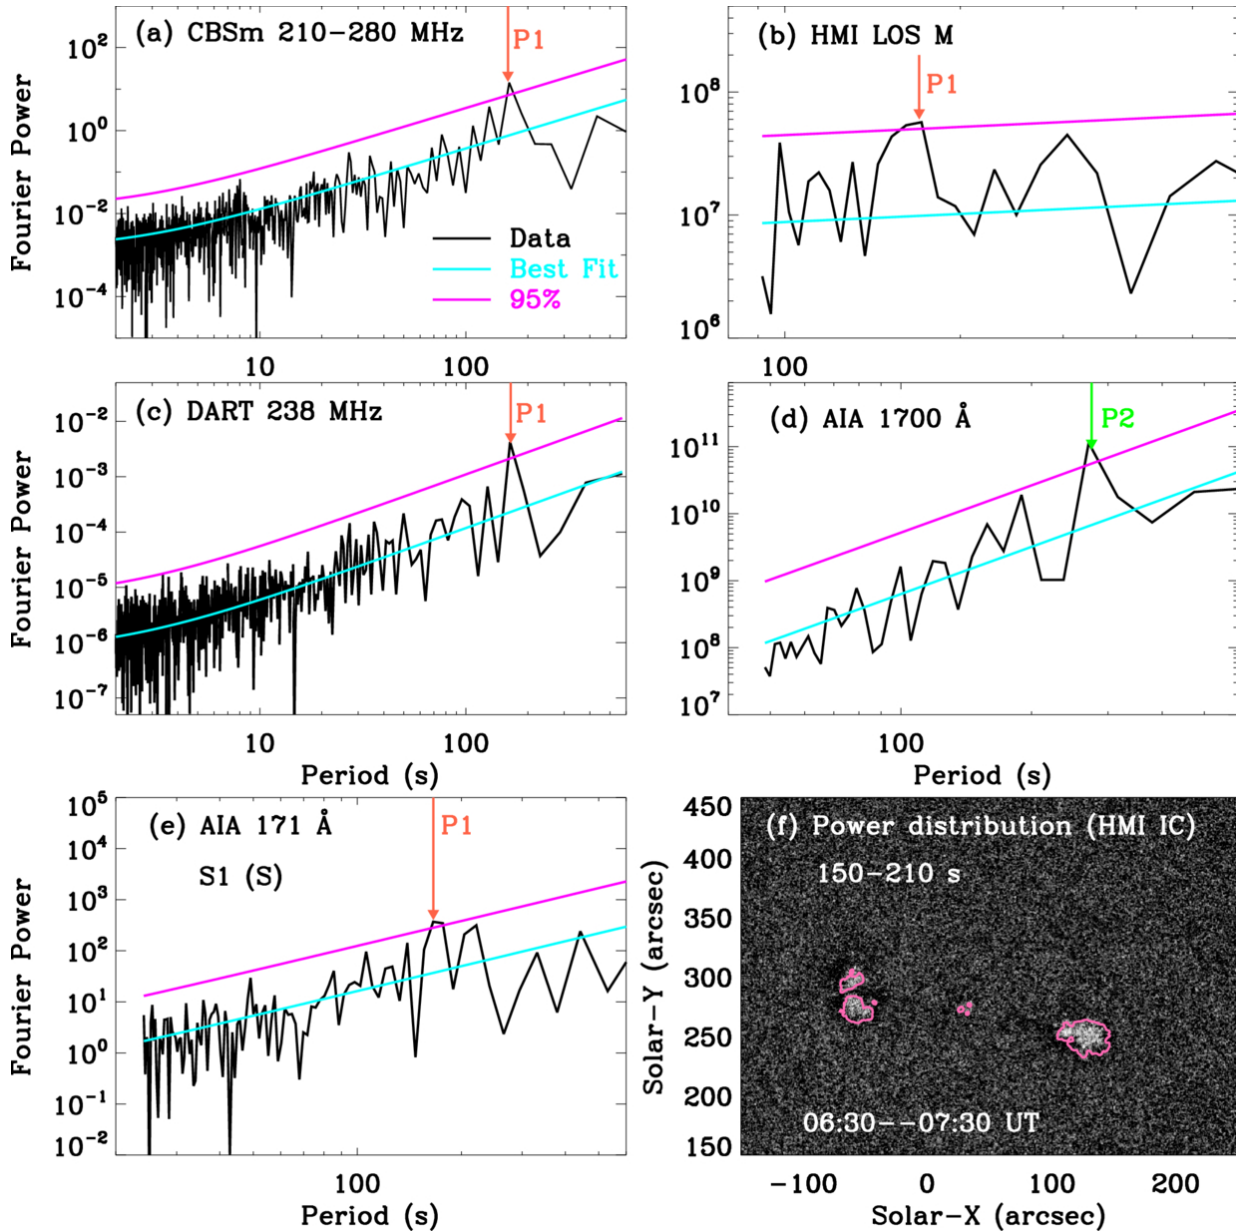 (a) CBSm 210–280 MHz
P1
10²
10⁰
10⁻²
10⁻⁴
Fourier Power
Data
Best Fit
95%
10
100
(b) HMI LOS M
P1
10⁸
10⁷
10⁶
100
(c) DART 238 MHz
P1
10⁻²
10⁻³
10⁻⁴
10⁻⁵
10⁻⁶
10⁻⁷
Fourier Power
10
100
Period (s)
(d) AIA 1700 Å
P2
10¹¹
10¹⁰
10⁹
10⁸
10⁷
100
Period (s)
(e) AIA 171 Å
P1
S1 (S)
10⁵
10⁴
10³
10²
10¹
10⁰
10⁻¹
10⁻²
Fourier Power
100
Period (s)
(f) Power distribution (HMI IC)
150–210 s
06:30––07:30 UT
450
400
350
300
250
200
150
Solar-Y (arcsec)
-100
0
100
200
Solar-X (arcsec)